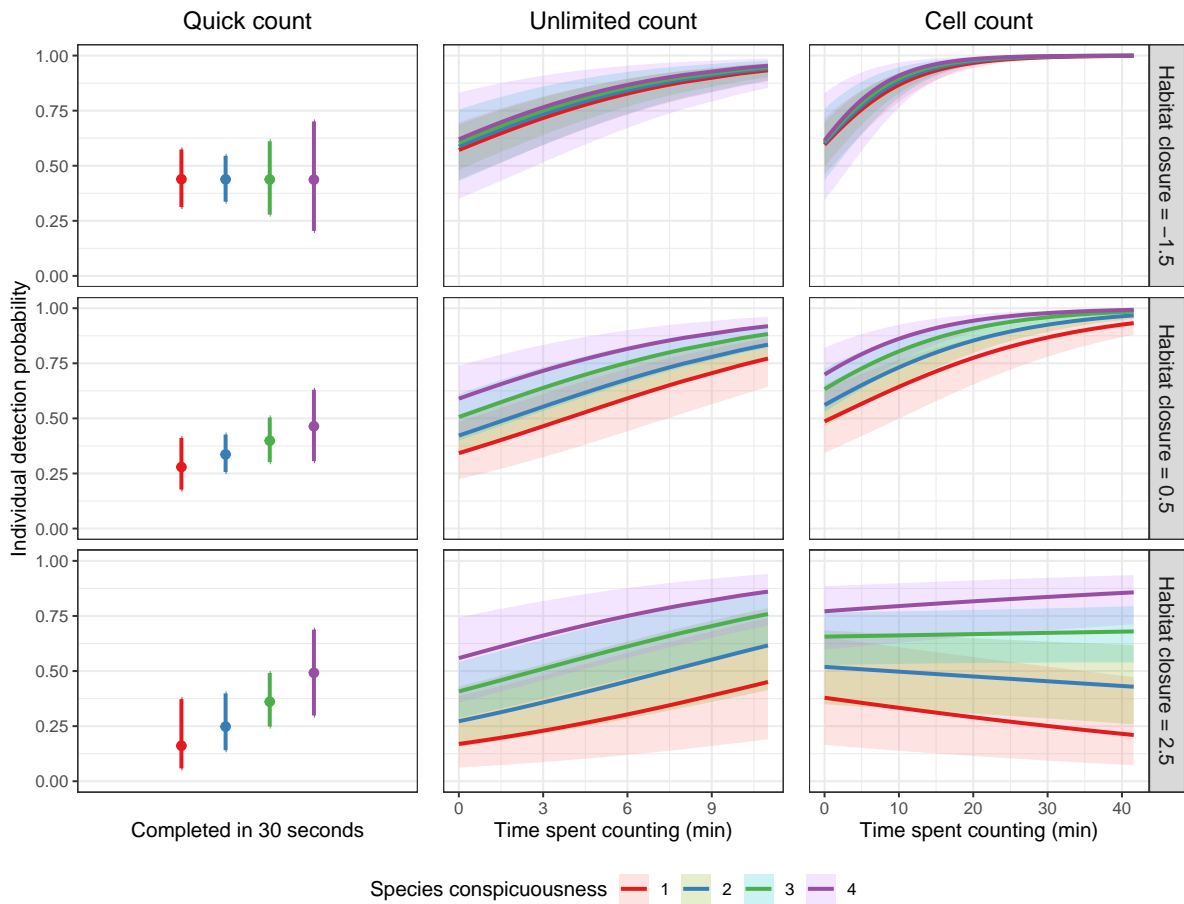 Quick count Unlimited count Cell count
Individual detection probability
1.00
0.75
0.50
0.25
0.00
Habitat closure = −1.5
1.00
0.75
0.50
0.25
0.00
Habitat closure = 0.5
1.00
0.75
0.50
0.25
0.00
Habitat closure = 2.5
0 3 6 9 0 10 20 30 40
Completed in 30 seconds Time spent counting (min) Time spent counting (min)
Species conspicuousness 1 2 3 4